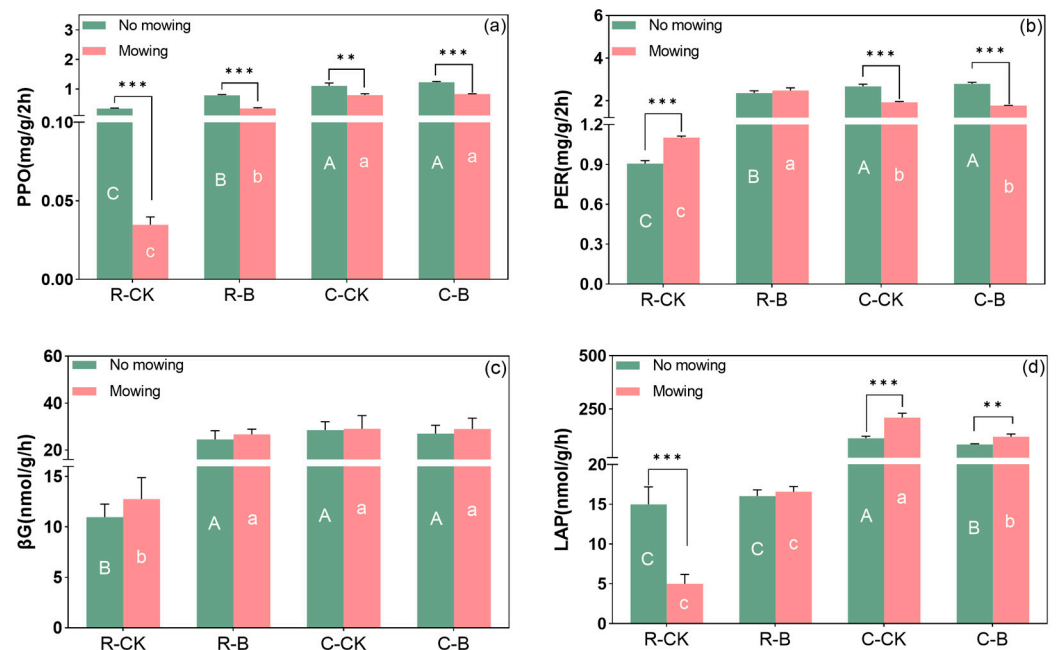 (a)
No mowing
Mowing
PPO(mg/g/2h)
3
2
1
0.10
0.05
0.00
***
***
**
***
C
c
B
b
A
a
A
a
R-CK
R-B
C-CK
C-B
(b)
No mowing
Mowing
PER(mg/g/2h)
6
4
2
1.2
0.9
0.6
0.3
0.0
***
***
***
C
c
B
a
A
b
A
b
R-CK
R-B
C-CK
C-B
(c)
No mowing
Mowing
βG(nmol/g/h)
60
40
20
15
10
5
0
B
b
A
a
A
a
A
a
R-CK
R-B
C-CK
C-B
(d)
No mowing
Mowing
LAP(nmol/g/h)
500
250
20
15
10
5
0
***
***
**
C
c
C
c
A
a
B
b
R-CK
R-B
C-CK
C-B